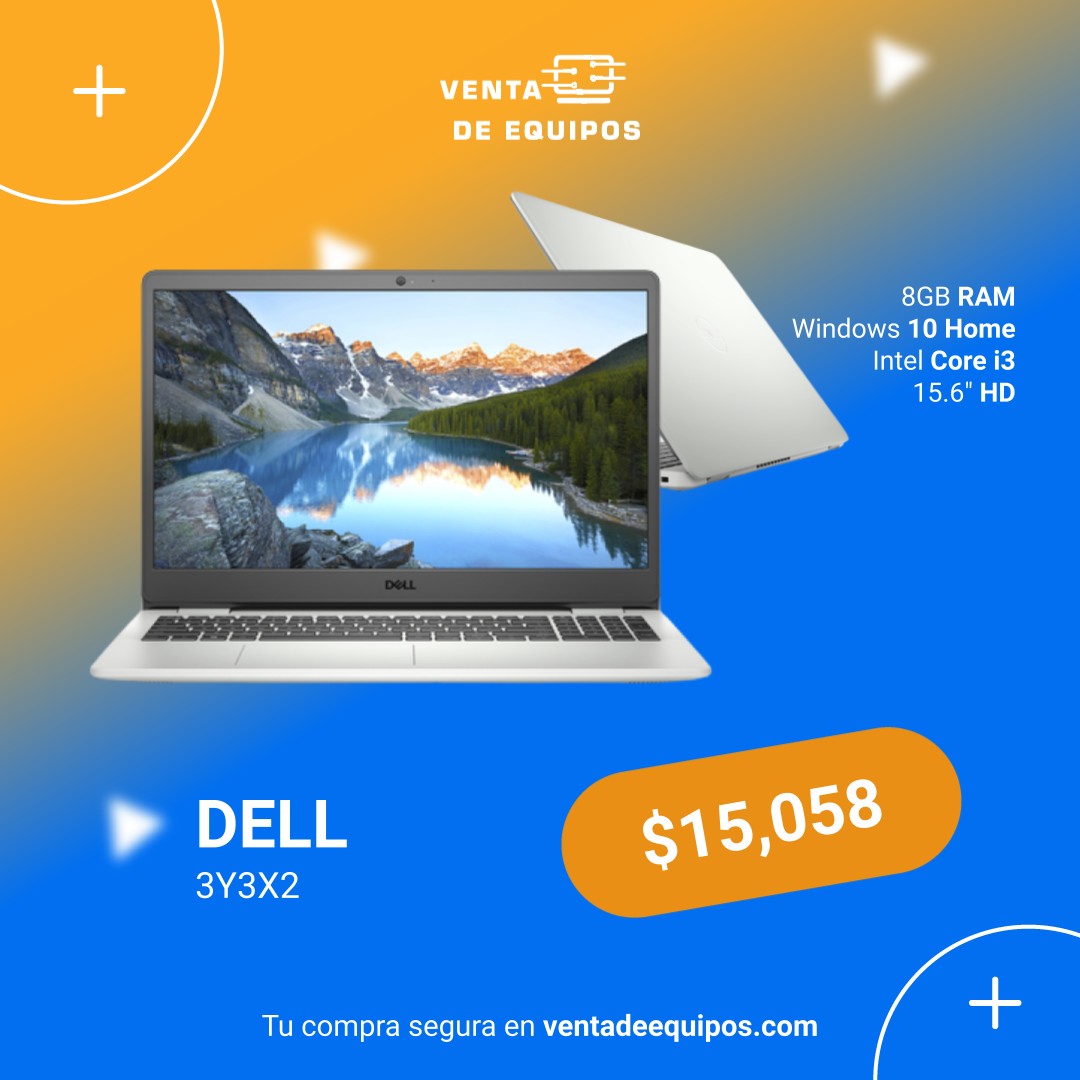 VENTA
DE EQUIPOS
8GB RAM
Windows 10 Home
Intel Core i3
15.6" HD
DELL
DELL
3Y3X2
$15,058
Tu compra segura en ventadeequipos.com